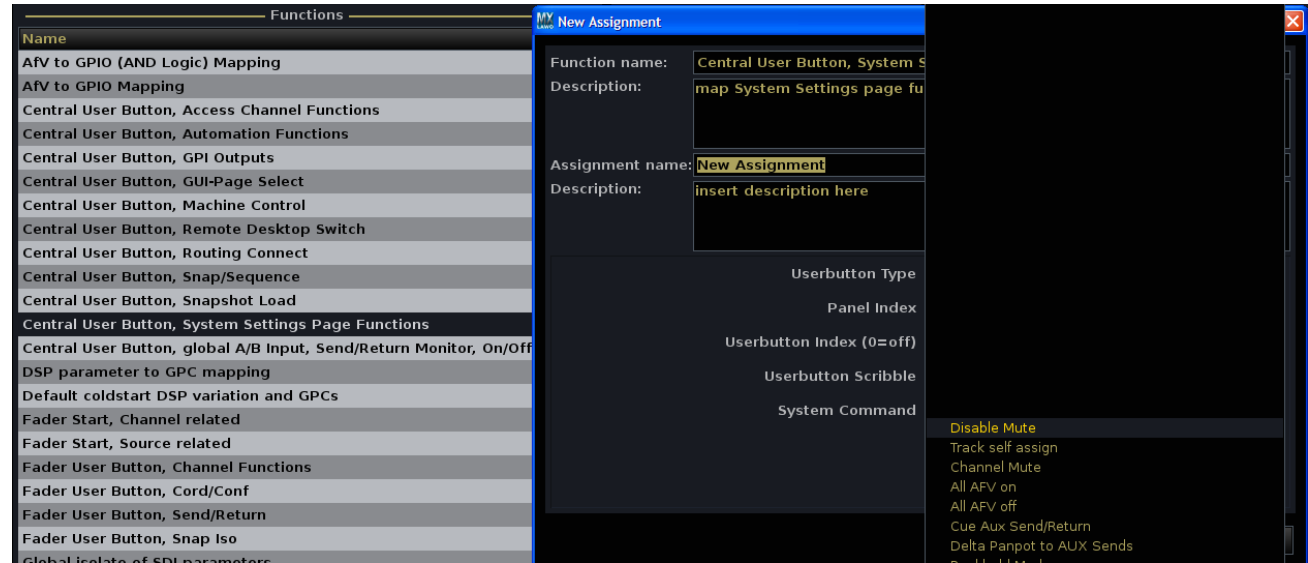 Functions
Name
AfV to GPIO (AND Logic) Mapping
AfV to GPIO Mapping
Central User Button, Access Channel Functions
Central User Button, Automation Functions
Central User Button, GPI Outputs
Central User Button, GUI-Page Select
Central User Button, Machine Control
Central User Button, Remote Desktop Switch
Central User Button, Routing Connect
Central User Button, Snap/Sequence
Central User Button, Snapshot Load
Central User Button, System Settings Page Functions
Central User Button, global A/B Input, Send/Return Monitor, On/Off
DSP parameter to GPC mapping
Default coldstart DSP variation and GPCs
Fader Start, Channel related
Fader Start, Source related
Fader User Button, Channel Functions
Fader User Button, Cord/Conf
Fader User Button, Send/Return
Fader User Button, Snap Iso
Global isolate of SDI parameters
MX LAWO New Assignment
Function name: Central User Button, System S
Description: map System Settings page fu
Assignment name: New Assignment
Description: insert description here
Userbutton Type
Panel Index
Userbutton Index (0=off)
Userbutton Scribble
System Command
Disable Mute
Track self assign
Channel Mute
All AFV on
All AFV off
Cue Aux Send/Return
Delta Panpot to AUX Sends